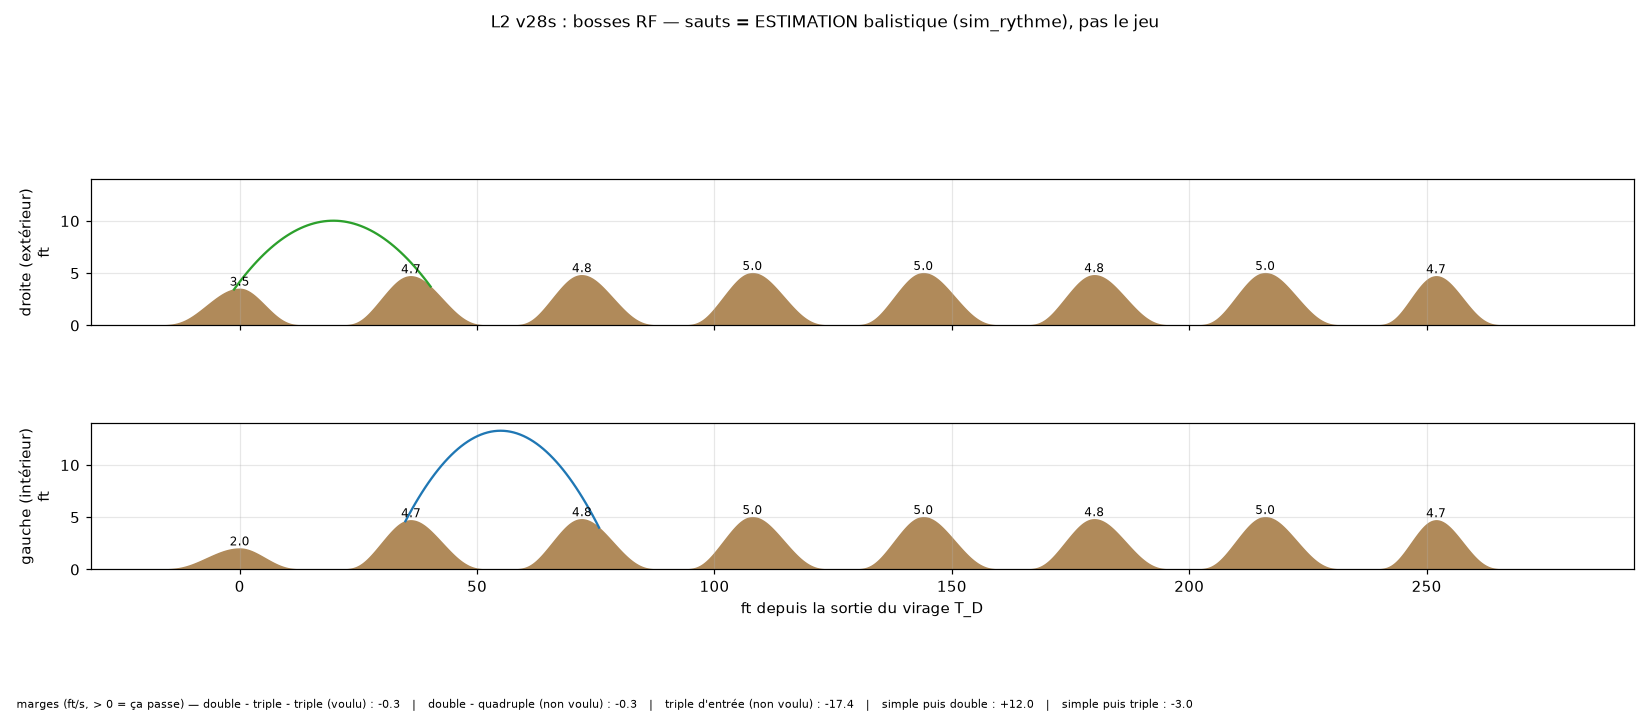 L2 v28s : bosses RF — sauts = ESTIMATION balistique (sim_rythme), pas le jeu
droite (extérieur)
ft
10
5
0
3.5
4.7
4.8
5.0
5.0
4.8
5.0
4.7
gauche (intérieur)
ft
10
5
0
2.0
4.7
4.8
5.0
5.0
4.8
5.0
4.7
0 50 100 150 200 250
ft depuis la sortie du virage T_D
marges (ft/s, > 0 = ça passe) — double - triple - triple (voulu) : -0.3 | double - quadruple (non voulu) : -0.3 | triple d'entrée (non voulu) : -17.4 | simple puis double : +12.0 | simple puis triple : -3.0